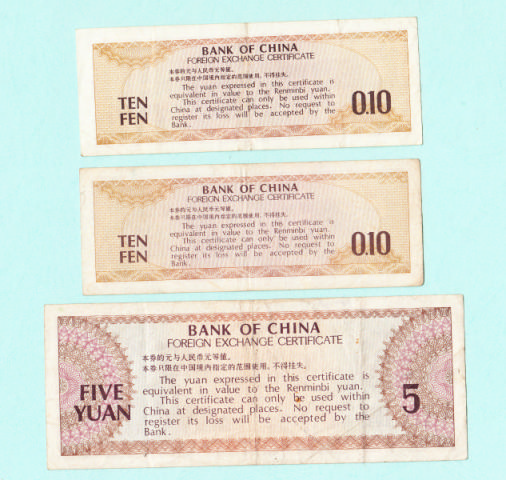 BANK OF CHINA
FOREIGN EXCHANGE CERTIFICATE
本券的元与人民币元等值。
本券只限在中国境内指定的范围使用，不得挂失。
The yuan expressed in this certificate is
equivalent in value to the Renminbi yuan.
This certificate can only be used within
China at designated places. No request to
register its loss will be accepted by the
Bank.
TEN
FEN
0.10
BANK OF CHINA
FOREIGN EXCHANGE CERTIFICATE
本券的元与人民币元等值。
本券只限在中国境内指定的范围使用，不得挂失。
The yuan expressed in this certificate is
equivalent in value to the Renminbi yuan.
This certificate can only be used within
China at designated places. No request to
register its loss will be accepted by the
Bank.
TEN
FEN
0.10
BANK OF CHINA
FOREIGN EXCHANGE CERTIFICATE
本券的元与人民币元等值。
本券只限在中国境内指定的范围使用，不得挂失。
The yuan expressed in this certificate is
equivalent in value to the Renminbi yuan.
This certificate can only be used within
China at designated places. No request to
register its loss will be accepted by the
Bank.
FIVE
YUAN
5